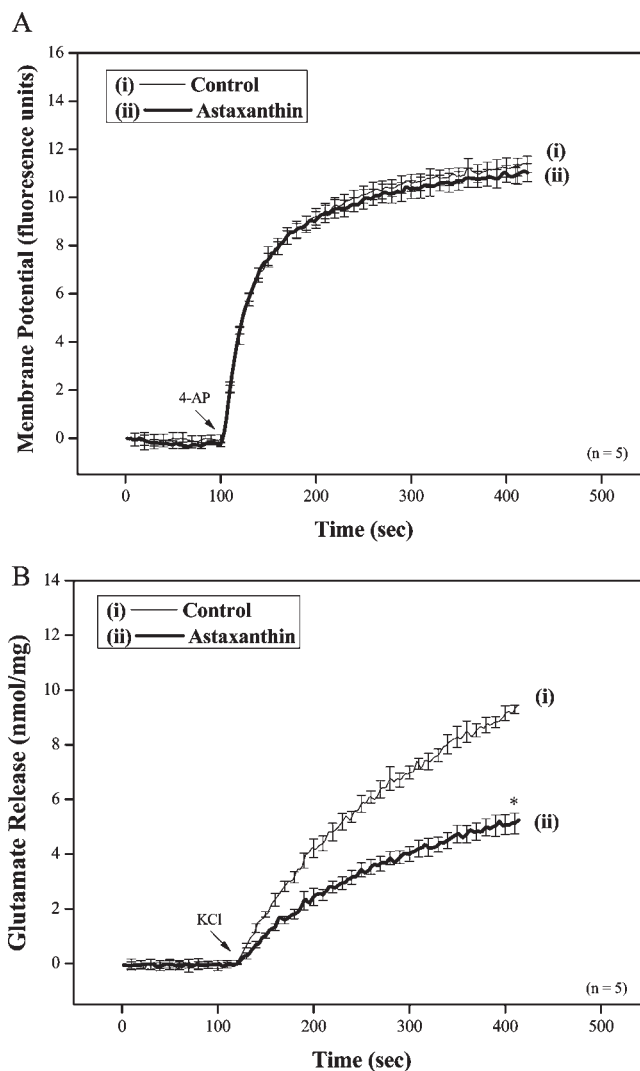 A
Membrane Potential (fluoresence units)
16
14
12
10
8
6
4
2
0
(i) Control
(ii) Astaxanthin
(i)
(ii)
4-AP
(n = 5)
0 100 200 300 400 500
Time (sec)
B
Glutamate Release (nmol/mg)
14
12
10
8
6
4
2
0
(i) Control
(ii) Astaxanthin
(i)
*
(ii)
KCl
(n = 5)
0 100 200 300 400 500
Time (sec)